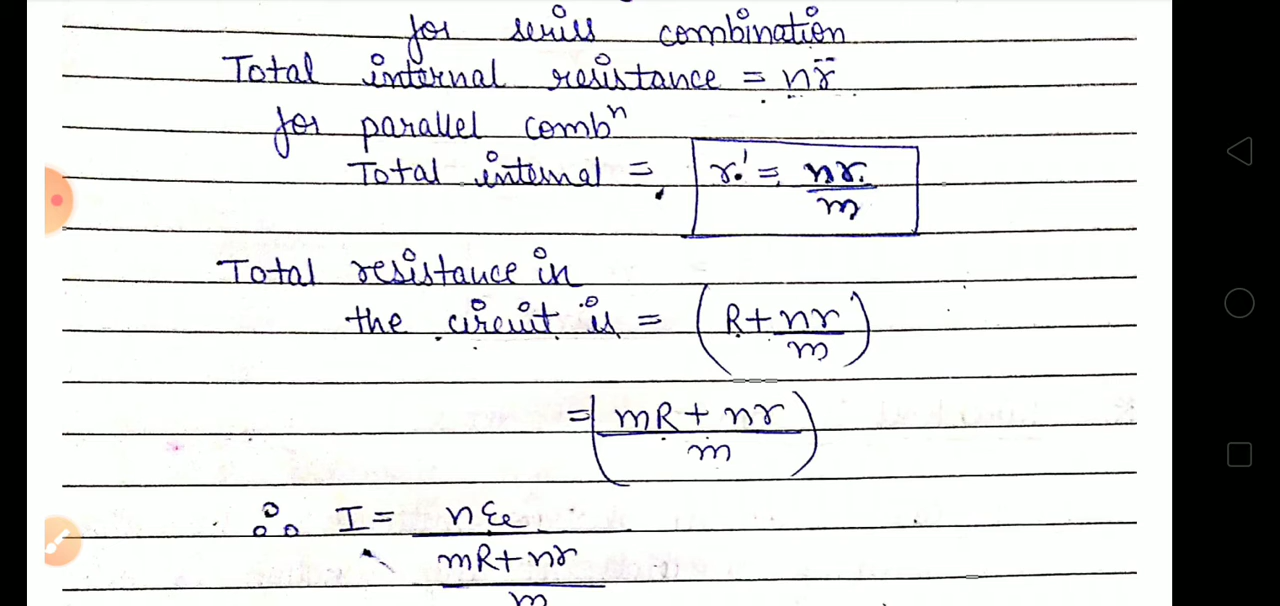 for series combination
Total internal resistance = nr
for parallel combⁿ
Total internal = r' = nr/m
Total resistance in
the circuit is = (R + nr/m)
= (mR + nr/m)
∴ I = nε/
mR + nr/
m